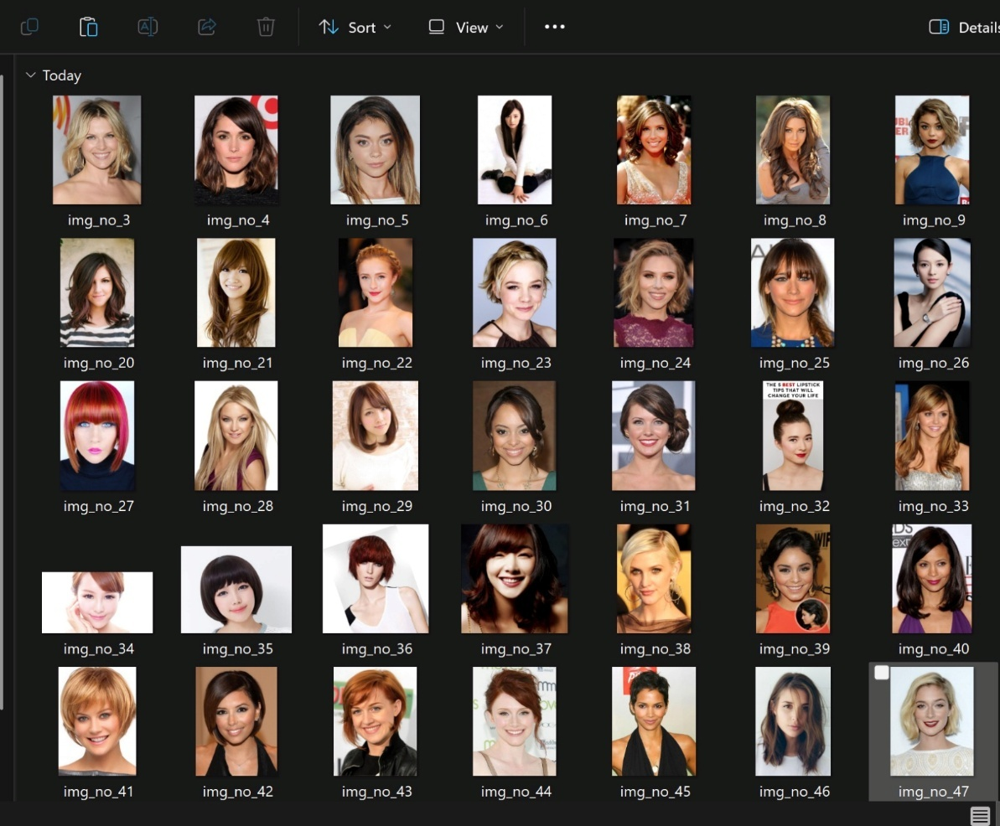 Sort
View
Details
Today
img_no_3
img_no_4
img_no_5
img_no_6
img_no_7
img_no_8
img_no_9
img_no_20
img_no_21
img_no_22
img_no_23
img_no_24
img_no_25
img_no_26
THE 5 BEST LIPSTICK
TIPS THAT WILL
CHANGE YOUR LIFE
img_no_27
img_no_28
img_no_29
img_no_30
img_no_31
img_no_32
img_no_33
img_no_34
img_no_35
img_no_36
img_no_37
img_no_38
img_no_39
img_no_40
img_no_41
img_no_42
img_no_43
img_no_44
img_no_45
img_no_46
img_no_47